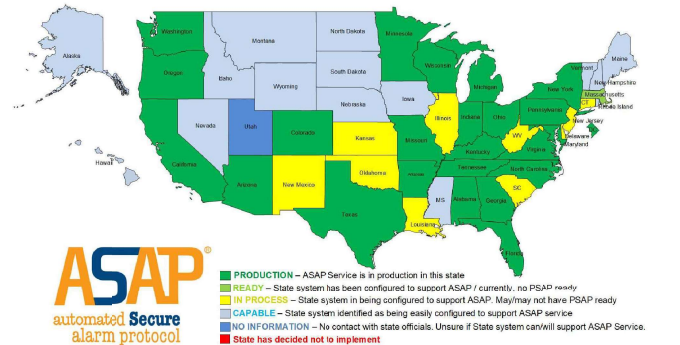 Washington
Montana
North Dakota
Minnesota
Alaska
Oregon
Idaho
Wyoming
South Dakota
Wisconsin
Michigan
Vermont
Maine
New Hampshire
Massachusetts
Rhode Island
CT
New York
Nevada
Utah
Nebraska
Iowa
Illinois
Indiana
Ohio
Pennsylvania
New Jersey
Delaware
Maryland
California
Colorado
Kansas
Missouri
Kentucky
WV
Virginia
Hawaii
Arizona
New Mexico
Oklahoma
Tennessee
North Carolina
SC
Texas
Louisiana
MS
Alabama
Georgia
Florida
ASAP®
automated Secure
alarm protocol
PRODUCTION – ASAP Service is in production in this state
READY – State system has been configured to support ASAP / currently, no PSAP ready
IN PROCESS – State system in being configured to support ASAP. May/may not have PSAP ready
CAPABLE – State system identified as being easily configured to support ASAP service
NO INFORMATION – No contact with state officials. Unsure if State system can/will support ASAP Service.
State has decided not to implement